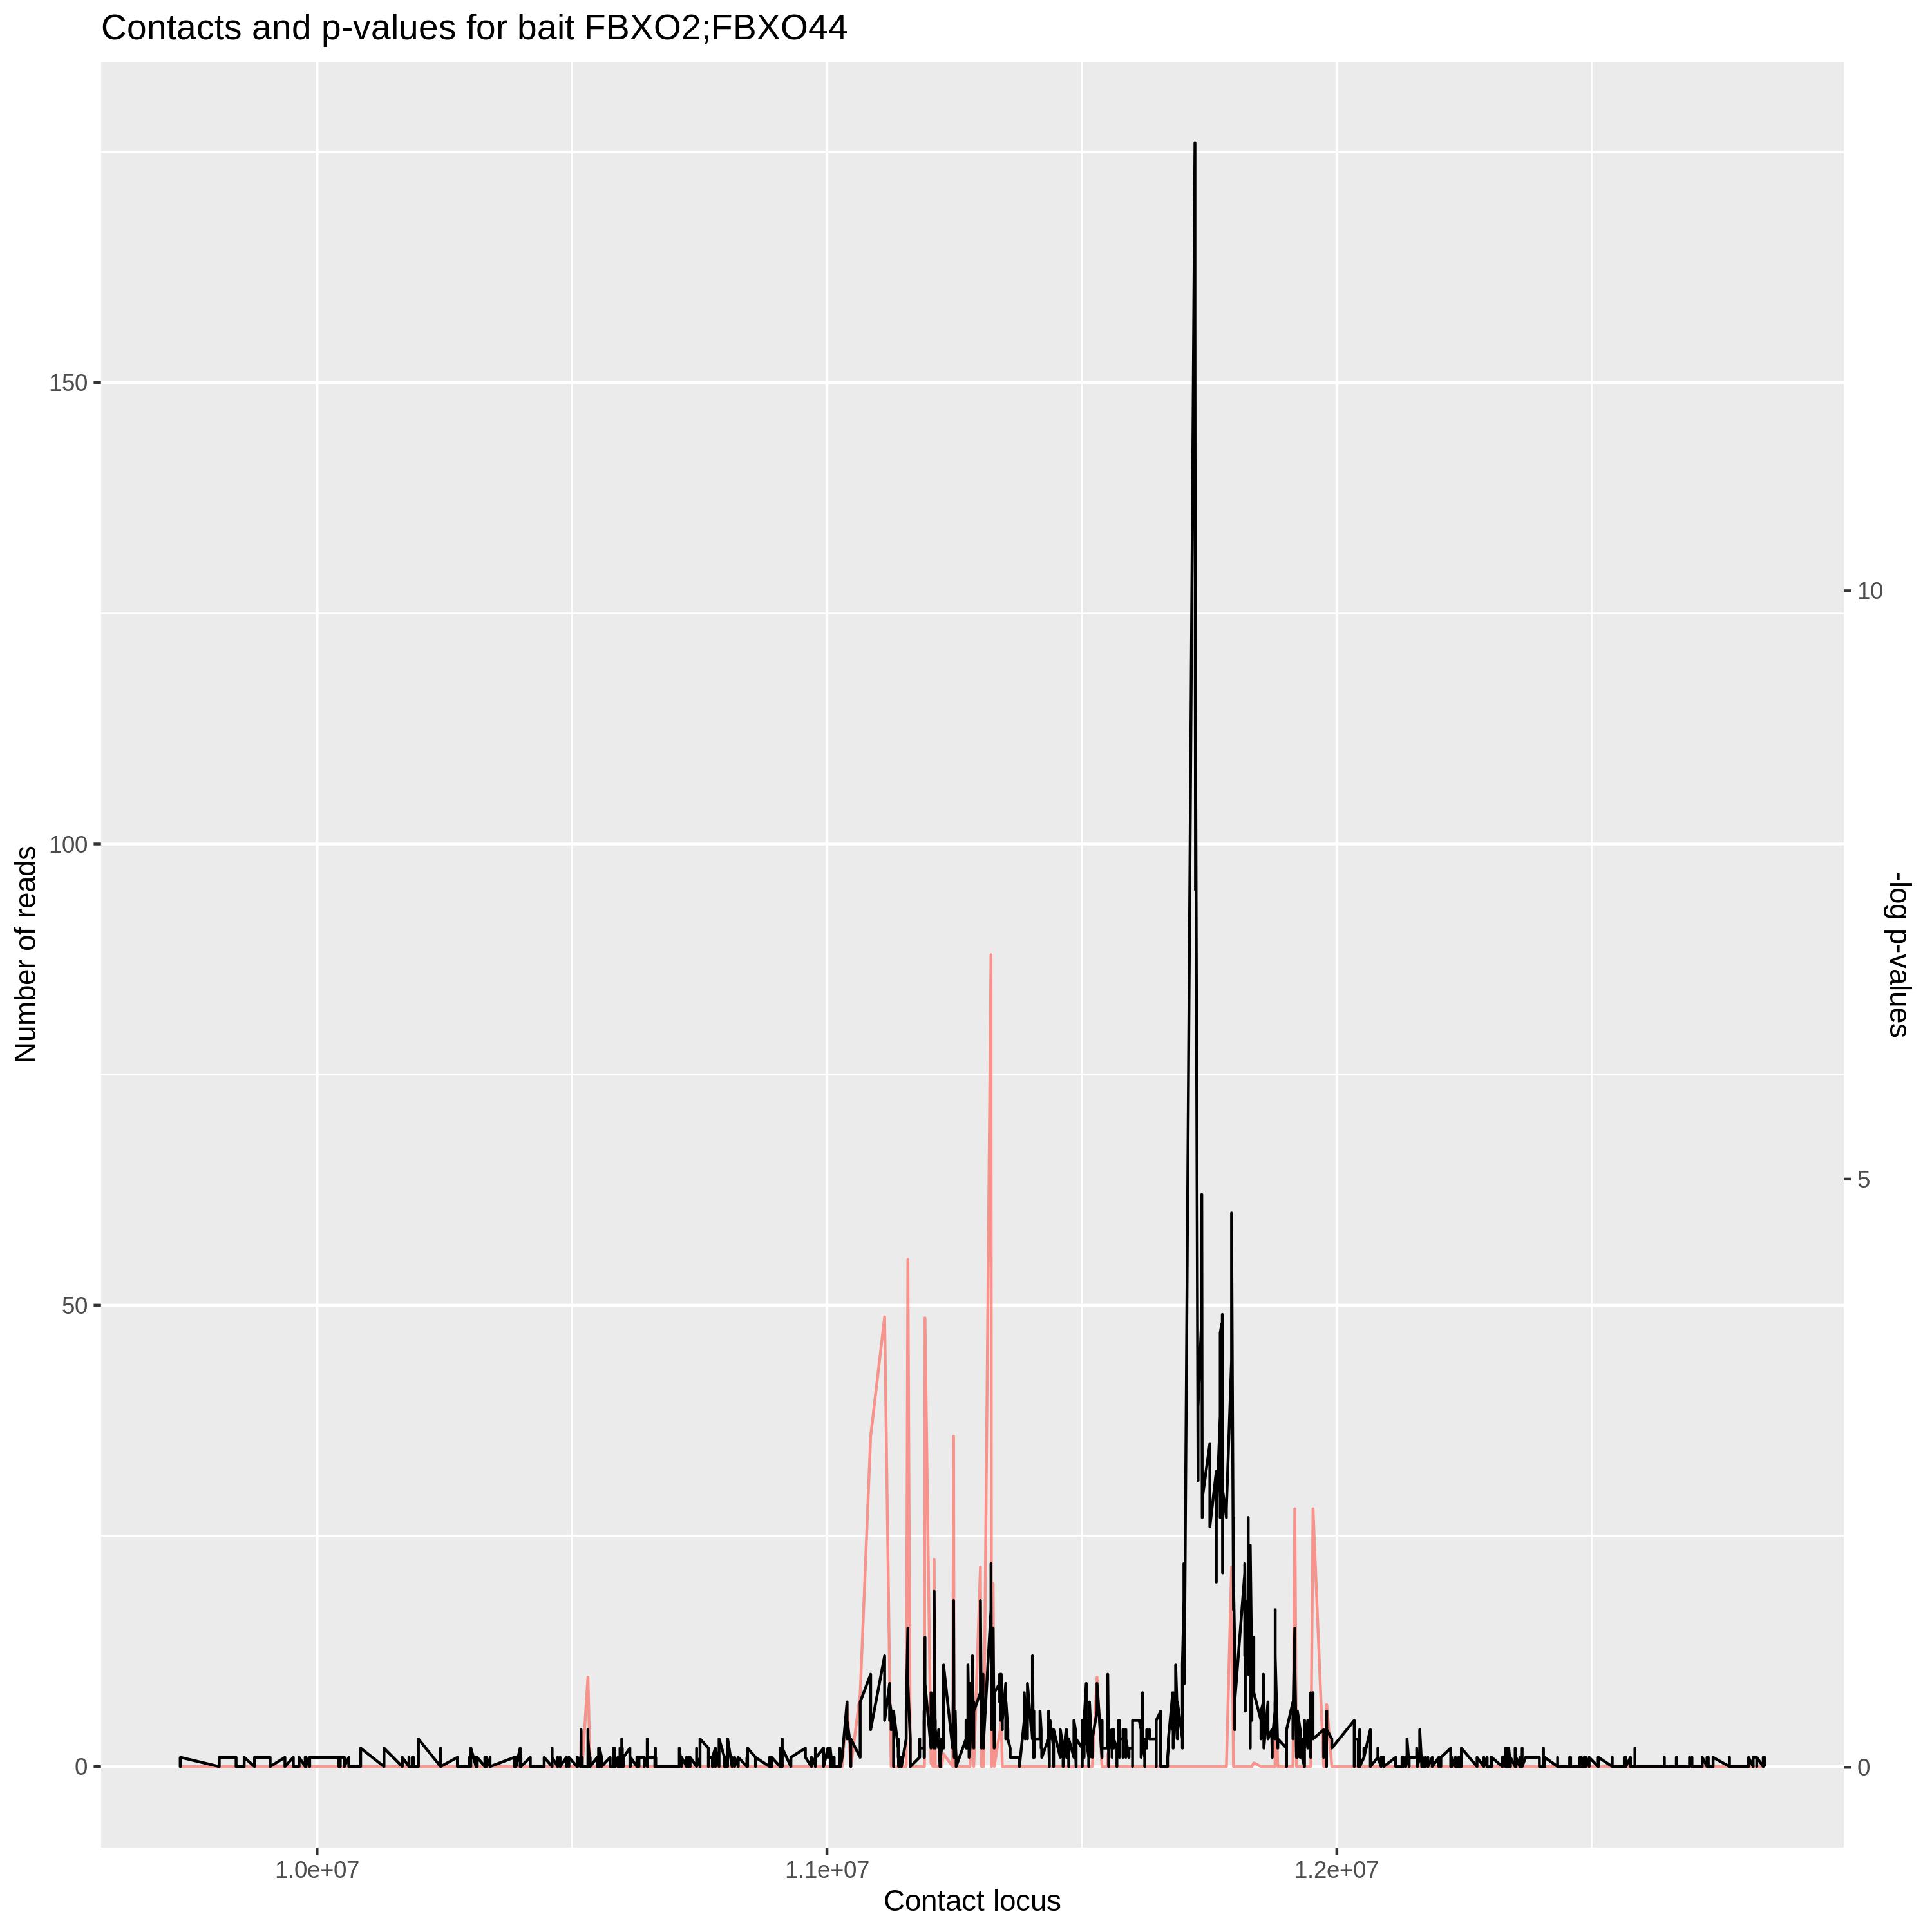 Contacts and p-values for bait FBXO2;FBXO44
Number of reads
150
100
50
0
10
5
0
-log p-values
1.0e+07
1.1e+07
1.2e+07
Contact locus